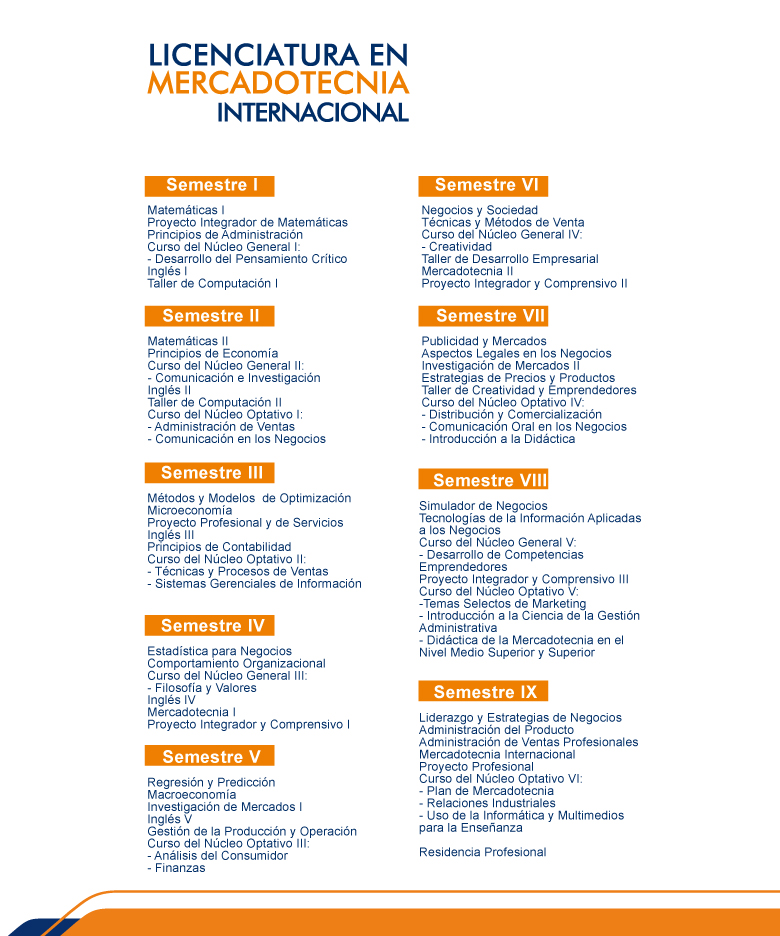 LICENCIATURA EN
MERCADOTECNIA
INTERNACIONAL
Semestre I
Matemáticas I
Proyecto Integrador de Matemáticas
Principios de Administración
Curso del Núcleo General I:
- Desarrollo del Pensamiento Crítico
Inglés I
Taller de Computación I
Semestre II
Matemáticas II
Principios de Economía
Curso del Núcleo General II:
- Comunicación e Investigación
Inglés II
Taller de Computación II
Curso del Núcleo Optativo I:
- Administración de Ventas
- Comunicación en los Negocios
Semestre III
Métodos y Modelos  de Optimización
Microeconomía
Proyecto Profesional y de Servicios
Inglés III
Principios de Contabilidad
Curso del Núcleo Optativo II:
- Técnicas y Procesos de Ventas
- Sistemas Gerenciales de Información
Semestre IV
Estadística para Negocios
Comportamiento Organizacional
Curso del Núcleo General III:
- Filosofía y Valores
Inglés IV
Mercadotecnia I
Proyecto Integrador y Comprensivo I
Semestre V
Regresión y Predicción
Macroeconomía
Investigación de Mercados I
Inglés V
Gestión de la Producción y Operación
Curso del Núcleo Optativo III:
- Análisis del Consumidor
- Finanzas
Semestre VI
Negocios y Sociedad
Técnicas y Métodos de Venta
Curso del Núcleo General IV:
- Creatividad
Taller de Desarrollo Empresarial
Mercadotecnia II
Proyecto Integrador y Comprensivo II
Semestre VII
Publicidad y Mercados
Aspectos Legales en los Negocios
Investigación de Mercados II
Estrategias de Precios y Productos
Taller de Creatividad y Emprendedores
Curso del Núcleo Optativo IV:
- Distribución y Comercialización
- Comunicación Oral en los Negocios
- Introducción a la Didáctica
Semestre VIII
Simulador de Negocios
Tecnologías de la Información Aplicadas
a los Negocios
Curso del Núcleo General V:
- Desarrollo de Competencias
Emprendedores
Proyecto Integrador y Comprensivo III
Curso del Núcleo Optativo V:
-Temas Selectos de Marketing
- Introducción a la Ciencia de la Gestión
Administrativa
- Didáctica de la Mercadotecnia en el
Nivel Medio Superior y Superior
Semestre IX
Liderazgo y Estrategias de Negocios
Administración del Producto
Administración de Ventas Profesionales
Mercadotecnia Internacional
Proyecto Profesional
Curso del Núcleo Optativo VI:
- Plan de Mercadotecnia
- Relaciones Industriales
- Uso de la Informática y Multimedios
para la Enseñanza
Residencia Profesional